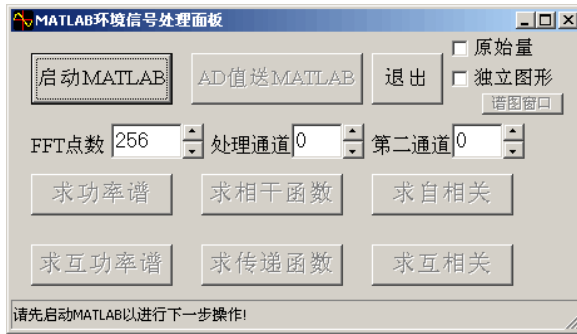 MATLAB环境信号处理面板
启动MATLAB AD值送MATLAB 退出 原始量
独立图形
谱图窗口
FFT点数 256 处理通道 0 第二通道 0
求功率谱 求相干函数 求自相关
求互功率谱 求传递函数 求互相关
请先启动MATLAB以进行下一步操作!